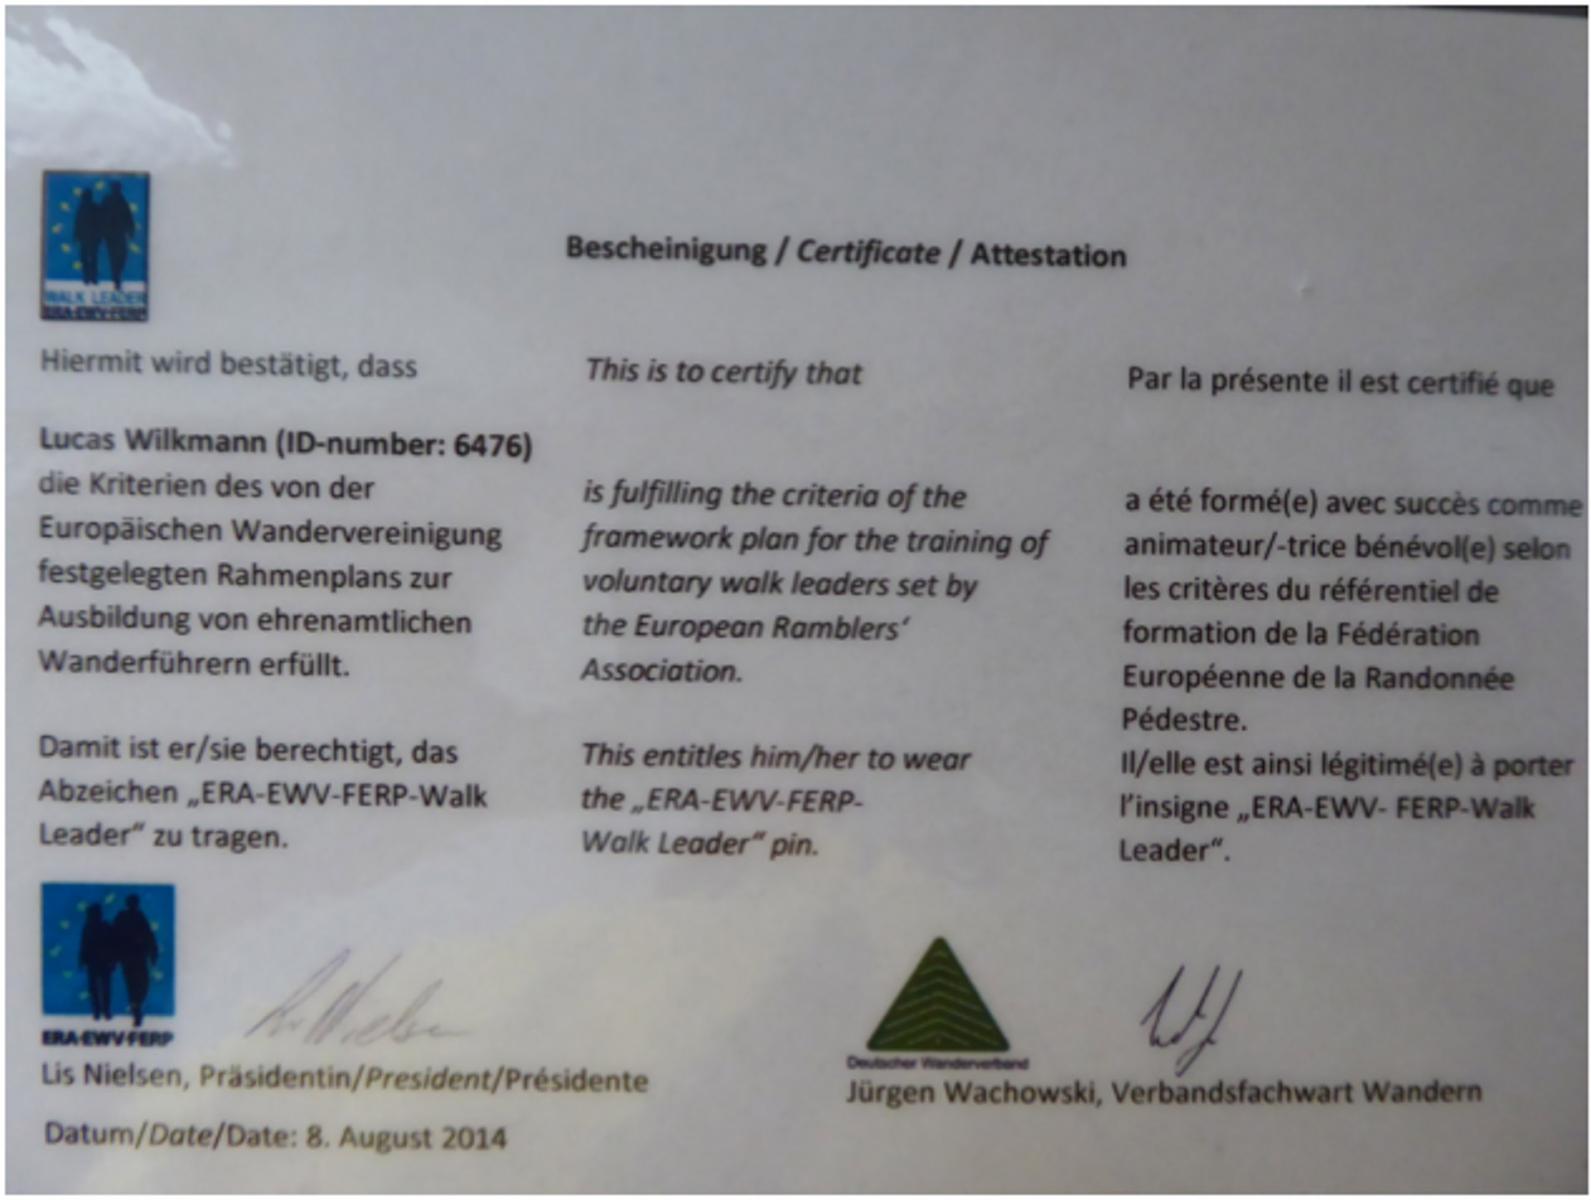 WALK LEADER
ERA-EWV-FERP
Bescheinigung / Certificate / Attestation
Hiermit wird bestätigt, dass
Lucas Wilkmann (ID-number: 6476)
die Kriterien des von der
Europäischen Wandervereinigung
festgelegten Rahmenplans zur
Ausbildung von ehrenamtlichen
Wanderführern erfüllt.
Damit ist er/sie berechtigt, das
Abzeichen „ERA-EWV-FERP-Walk
Leader“ zu tragen.
This is to certify that
is fulfilling the criteria of the
framework plan for the training of
voluntary walk leaders set by
the European Ramblers‘
Association.
This entitles him/her to wear
the „ERA-EWV-FERP-
Walk Leader“ pin.
Par la présente il est certifié que
a été formé(e) avec succès comme
animateur/-trice bénévol(e) selon
les critères du référentiel de
formation de la Fédération
Européenne de la Randonnée
Pédestre.
Il/elle est ainsi légitimé(e) à porter
l’insigne „ERA-EWV- FERP-Walk
Leader“.
ERA-EWV-FERP
Lis Nielsen, Präsidentin/President/Présidente
Datum/Date/Date: 8. August 2014
Deutscher Wanderverband
Jürgen Wachowski, Verbandsfachwart Wandern